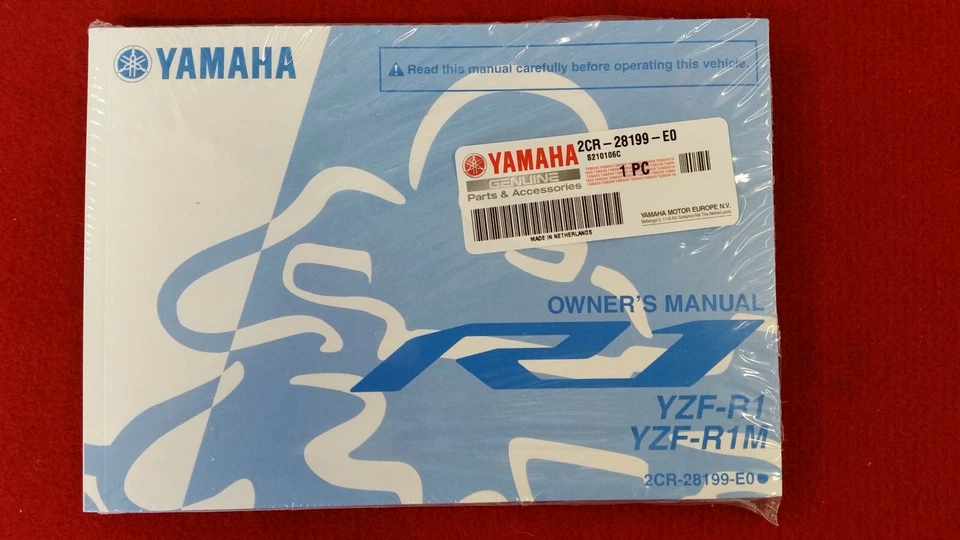 YAMAHA
Read this manual carefully before operating this vehicle.
2CR-28199-E0
S210106C
YAMAHA
1 PC
GENUINE
Parts & Accessories
YAMAHA MOTOR EUROPE N.V.
MADE IN NETHERLANDS
OWNER'S MANUAL
R1
YZF-R1
YZF-R1M
2CR-28199-E0